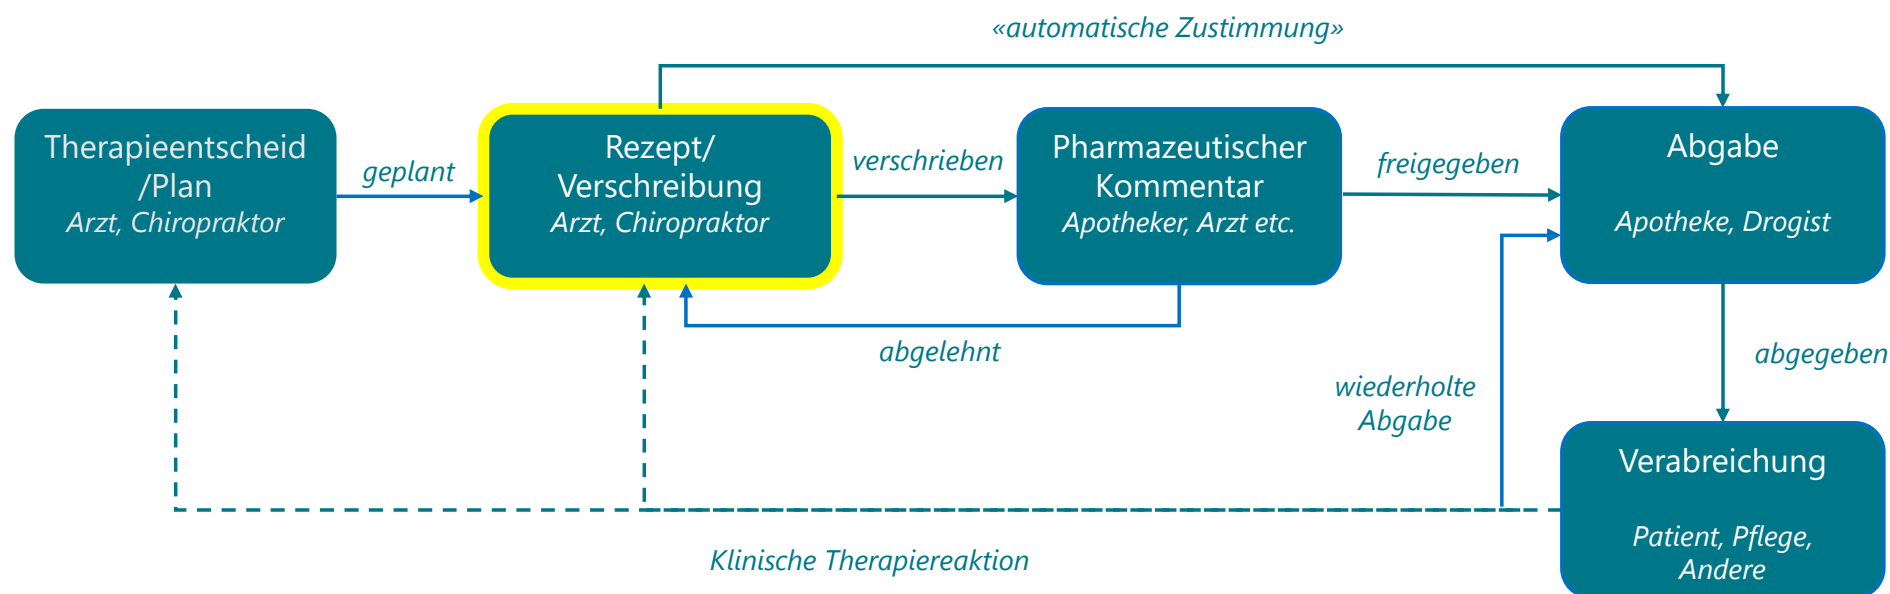 «automatische Zustimmung»
Therapieentscheid
/Plan
Arzt, Chiropraktor
geplant
Rezept/
Verschreibung
Arzt, Chiropraktor
verschrieben
Pharmazeutischer
Kommentar
Apotheker, Arzt etc.
freigegeben
Abgabe
Apotheke, Drogist
abgelehnt
wiederholte
Abgabe
abgegeben
Verabreichung
Patient, Pflege,
Andere
Klinische Therapiereaktion